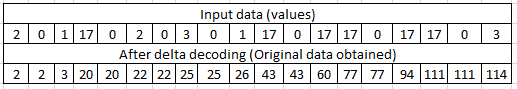 Input data (values)
2 0 1 17 0 2 0 3 0 1 17 0 17 17 0 17 17 0 3
After delta decoding (Original data obtained)
2 2 3 20 20 22 22 25 25 26 43 43 60 77 77 94 111 111 114